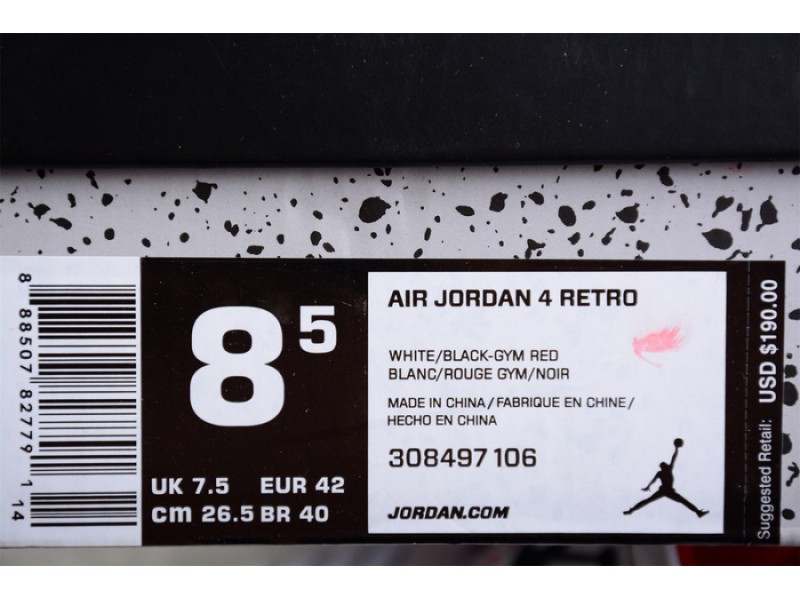 8 88507 82779 1 14
8 5
UK 7.5 EUR 42
cm 26.5 BR 40
AIR JORDAN 4 RETRO
WHITE/BLACK-GYM RED
BLANC/ROUGE GYM/NOIR
MADE IN CHINA/FABRIQUE EN CHINE/
HECHO EN CHINA
308497 106
JORDAN.COM
Suggested Retail: USD $190.00